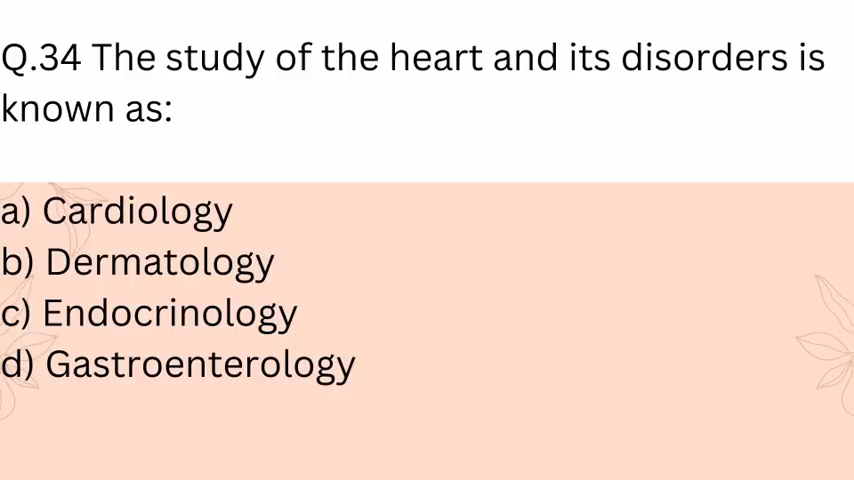 Q.34 The study of the heart and its disorders is
known as:
a) Cardiology
b) Dermatology
c) Endocrinology
d) Gastroenterology